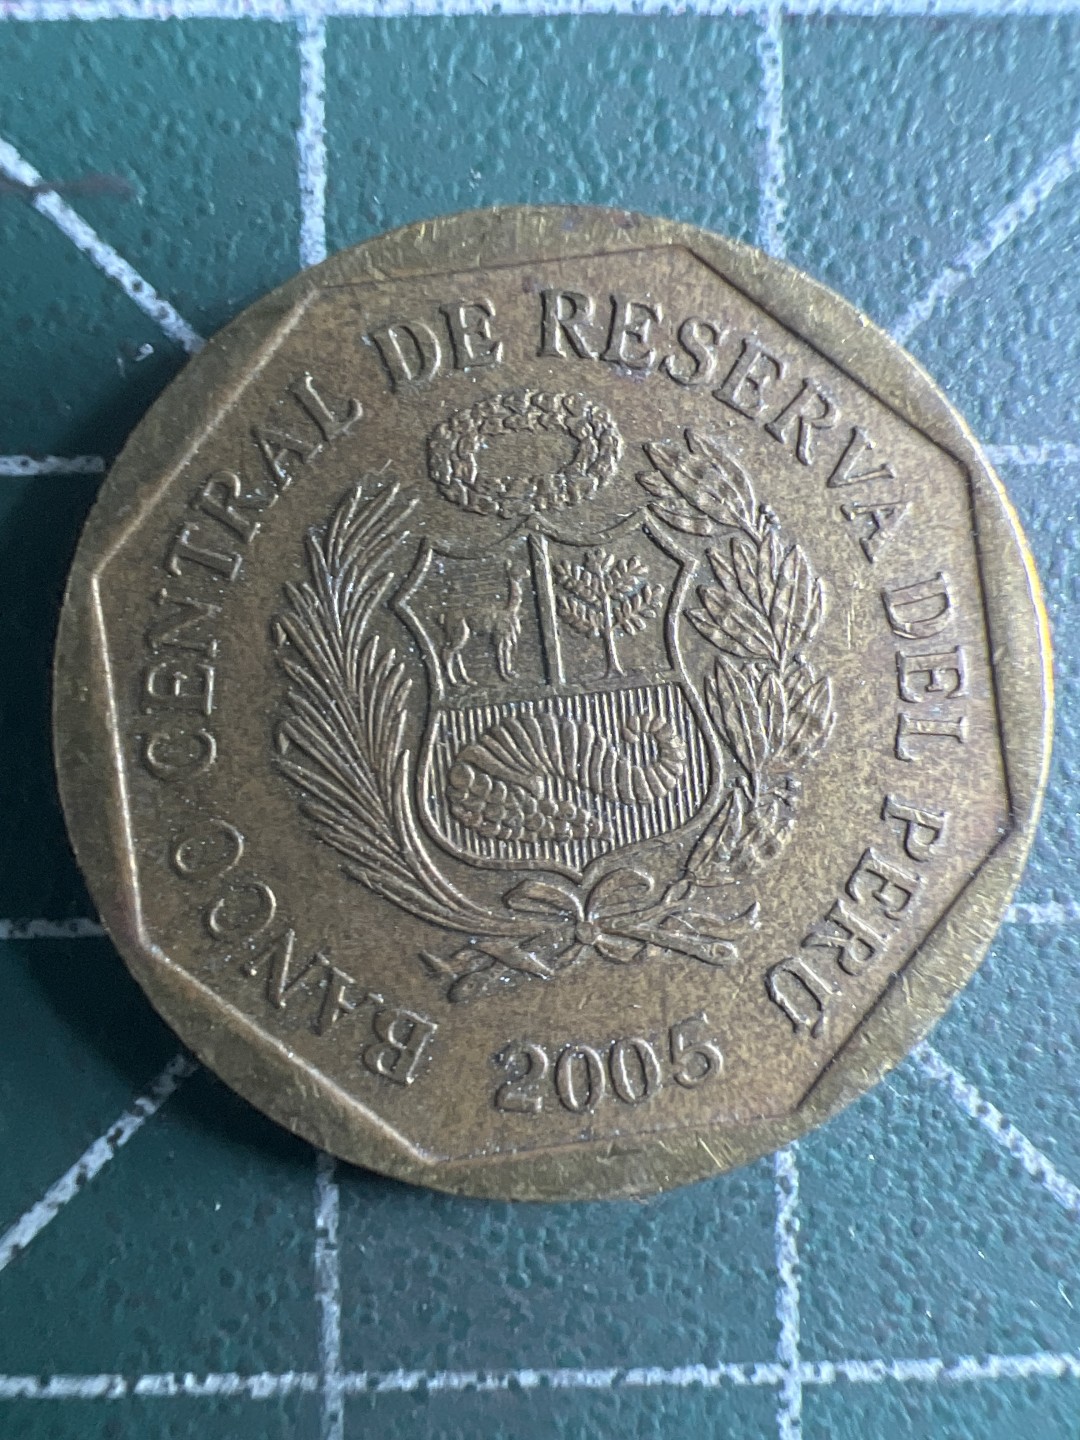 BANCO CENTRAL DE RESERVA DEL PERÚ
2005